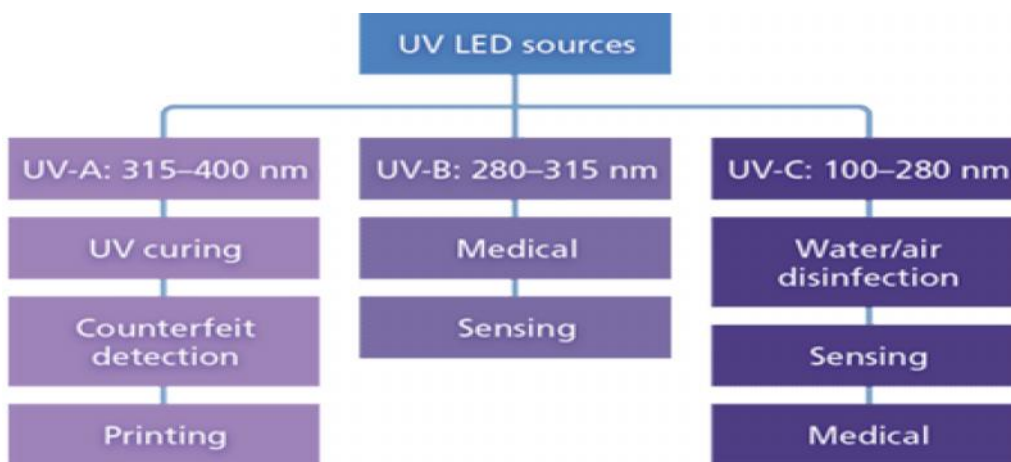 UV LED sources
UV-A: 315–400 nm
UV curing
Counterfeit
detection
Printing
UV-B: 280–315 nm
Medical
Sensing
UV-C: 100–280 nm
Water/air
disinfection
Sensing
Medical